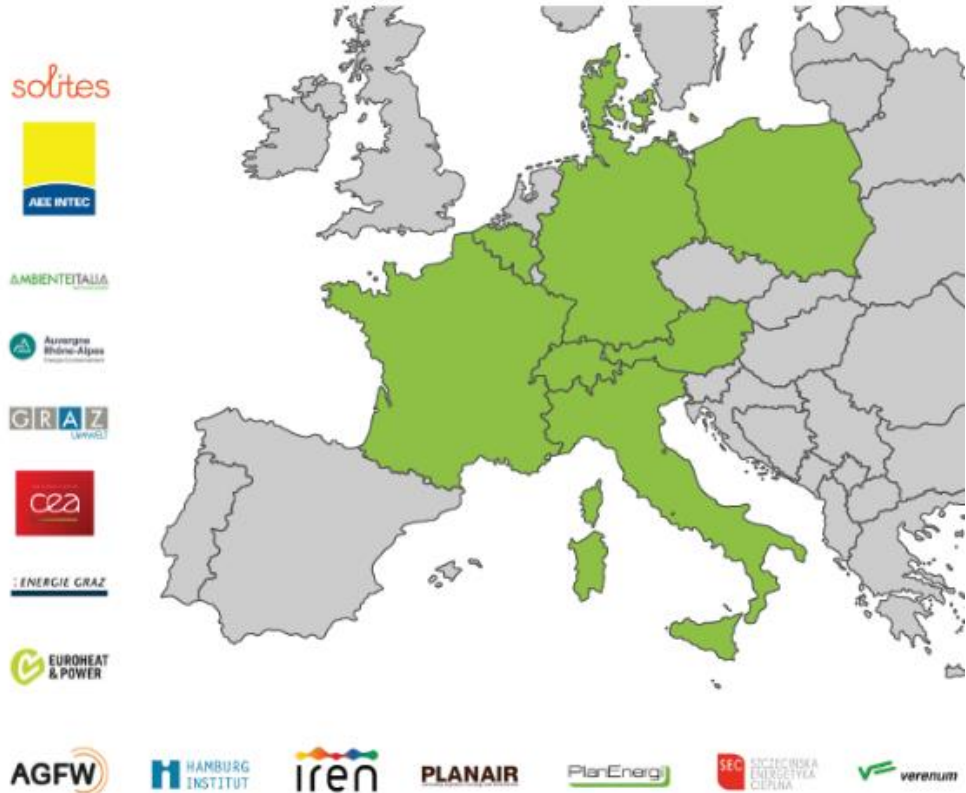 solites
AEE INTEC
AMBIENTEITALIA
Auvergne
Rhône-Alpes
GRAZ
UMWELT
cea
ENERGIE GRAZ
EUROHEAT
& POWER
AGFW
HAMBURG
INSTITUT
iren
PLANAIR
PlanEnergi
SEC
SZCZECIŃSKA
ENERGETYKA
CIEPLNA
verenum